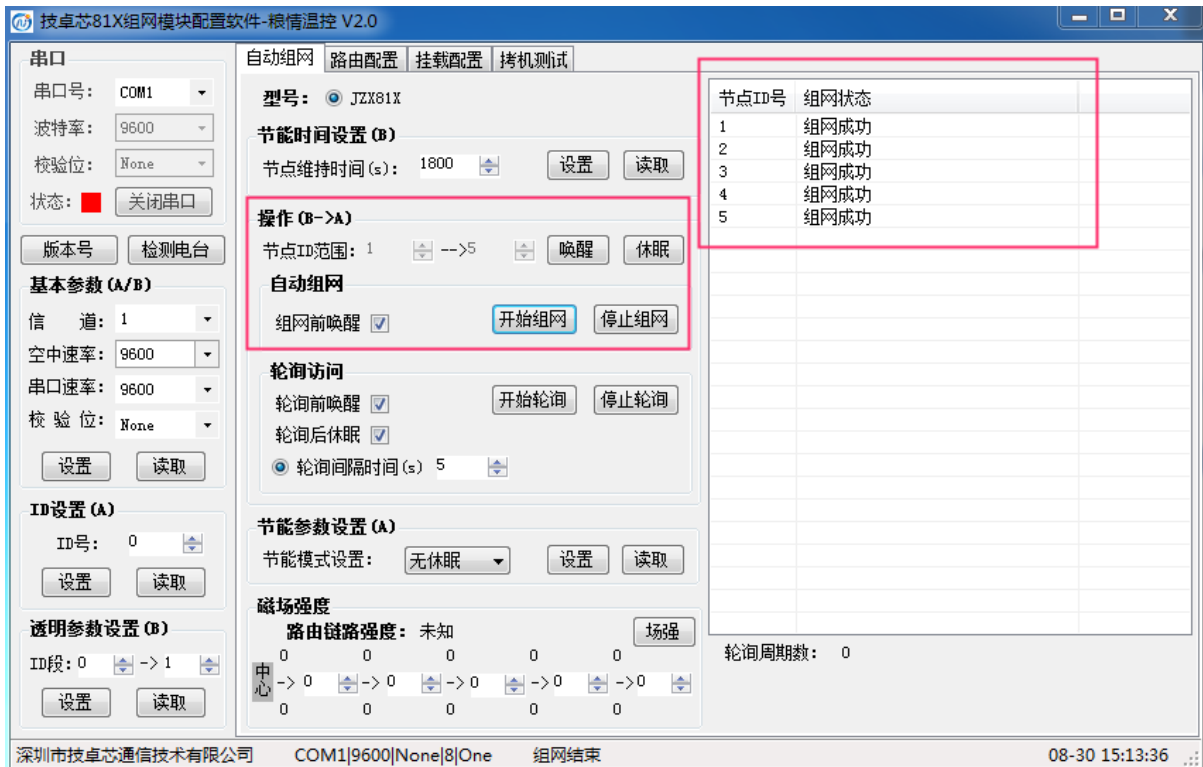 技卓芯81X组网模块配置软件-粮情温控 V2.0
串口
串口号： COM1
波特率： 9600
校验位： None
状态： 关闭串口
版本号 检测电台
基本参数(A/B)
信 道： 1
空中速率： 9600
串口速率： 9600
校 验 位： None
设置 读取
ID设置(A)
ID号： 0
设置 读取
透明参数设置(B)
ID段： 0 -> 1
设置 读取
自动组网 路由配置 挂载配置 拷机测试
型号： JZX81X
节能时间设置(B)
节点维持时间(s)： 1800 设置 读取
操作(B->A)
节点ID范围： 1 -->5 唤醒 休眠
自动组网
组网前唤醒 开始组网 停止组网
轮洵访问
轮洵前唤醒 开始轮洵 停止轮洵
轮洵后休眠
轮洵间隔时间(s) 5
节能参数设置(A)
节能模式设置： 无休眠 设置 读取
磁场强度
路由链路强度： 未知 场强
0 0 0 0 0
中心 -> 0 -> 0 -> 0 ->0 ->0
0 0 0 0 0
节点ID号 组网状态
1 组网成功
2 组网成功
3 组网成功
4 组网成功
5 组网成功
轮洵周期数： 0
深圳市技卓芯通信技术有限公司 COM1|9600|None|8|One 组网结束 08-30 15:13:36